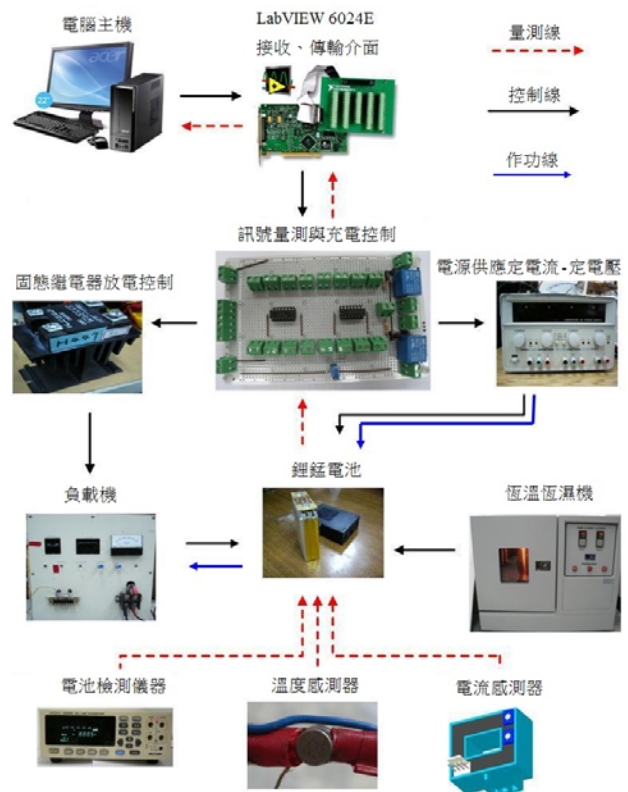 電腦主機
LabVIEW 6024E
接收、傳輸介面
量測線
acer
22"
控制線
作功線
訊號量測與充電控制
固態繼電器放電控制
電源供應定電流-定電壓
鋰錳電池
負載機
恆溫恆濕機
電池檢測儀器
溫度感測器
電流感測器